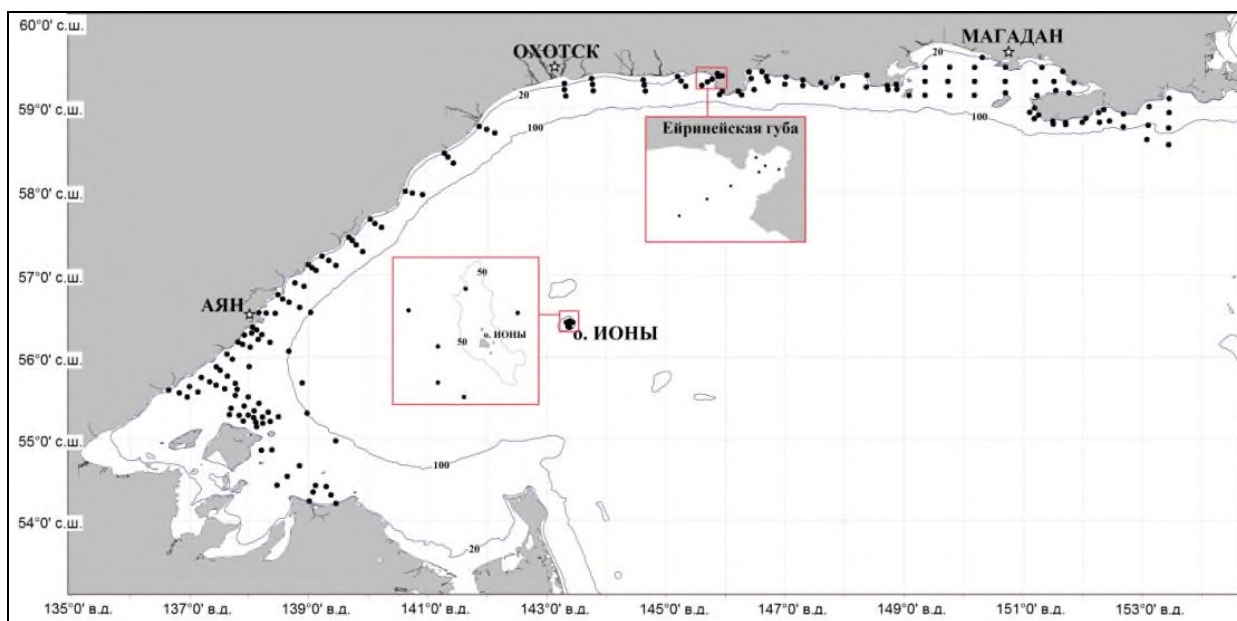 60°0' с.ш.
МАГАДАН
ОХОТСК
20
59°0' с.ш.
20
100
100
Ейринейская губа
58°0' с.ш.
57°0' с.ш.
50
АЯН
о. ИОНЫ
50
о. ИОНЫ
56°0' с.ш.
55°0' с.ш.
100
54°0' с.ш.
20
135°0' в.д. 137°0' в.д. 139°0' в.д. 141°0' в.д. 143°0' в.д. 145°0' в.д. 147°0' в.д. 149°0' в.д. 151°0' в.д. 153°0' в.д.